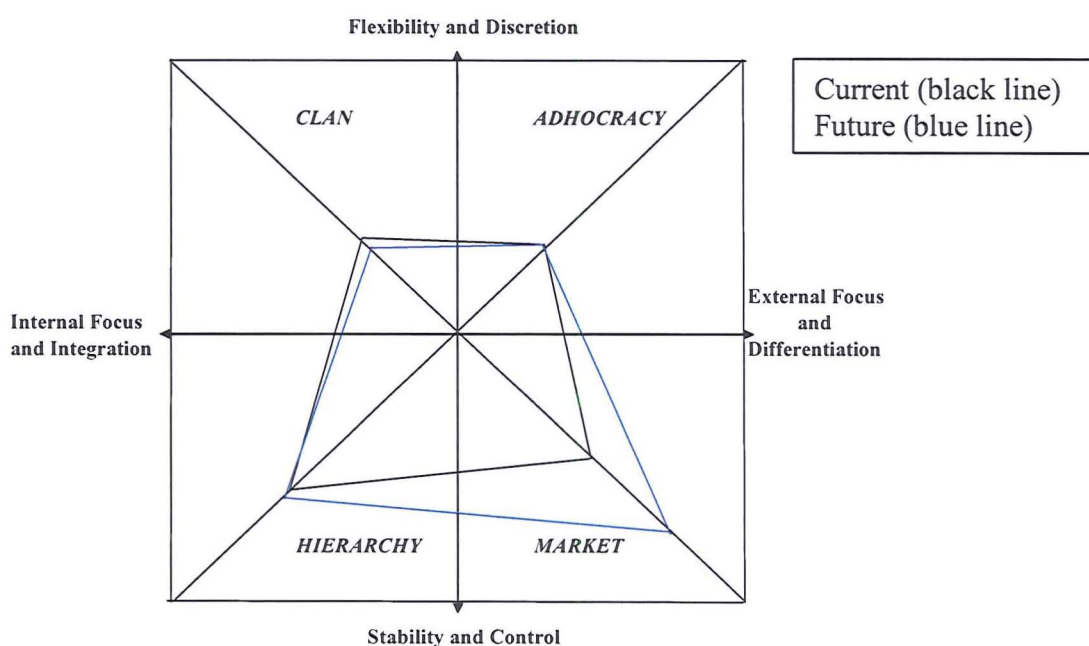 Flexibility and Discretion
Current (black line)
Future (blue line)
CLAN
ADHOCRACY
Internal Focus
and Integration
External Focus
and
Differentiation
HIERARCHY
MARKET
Stability and Control